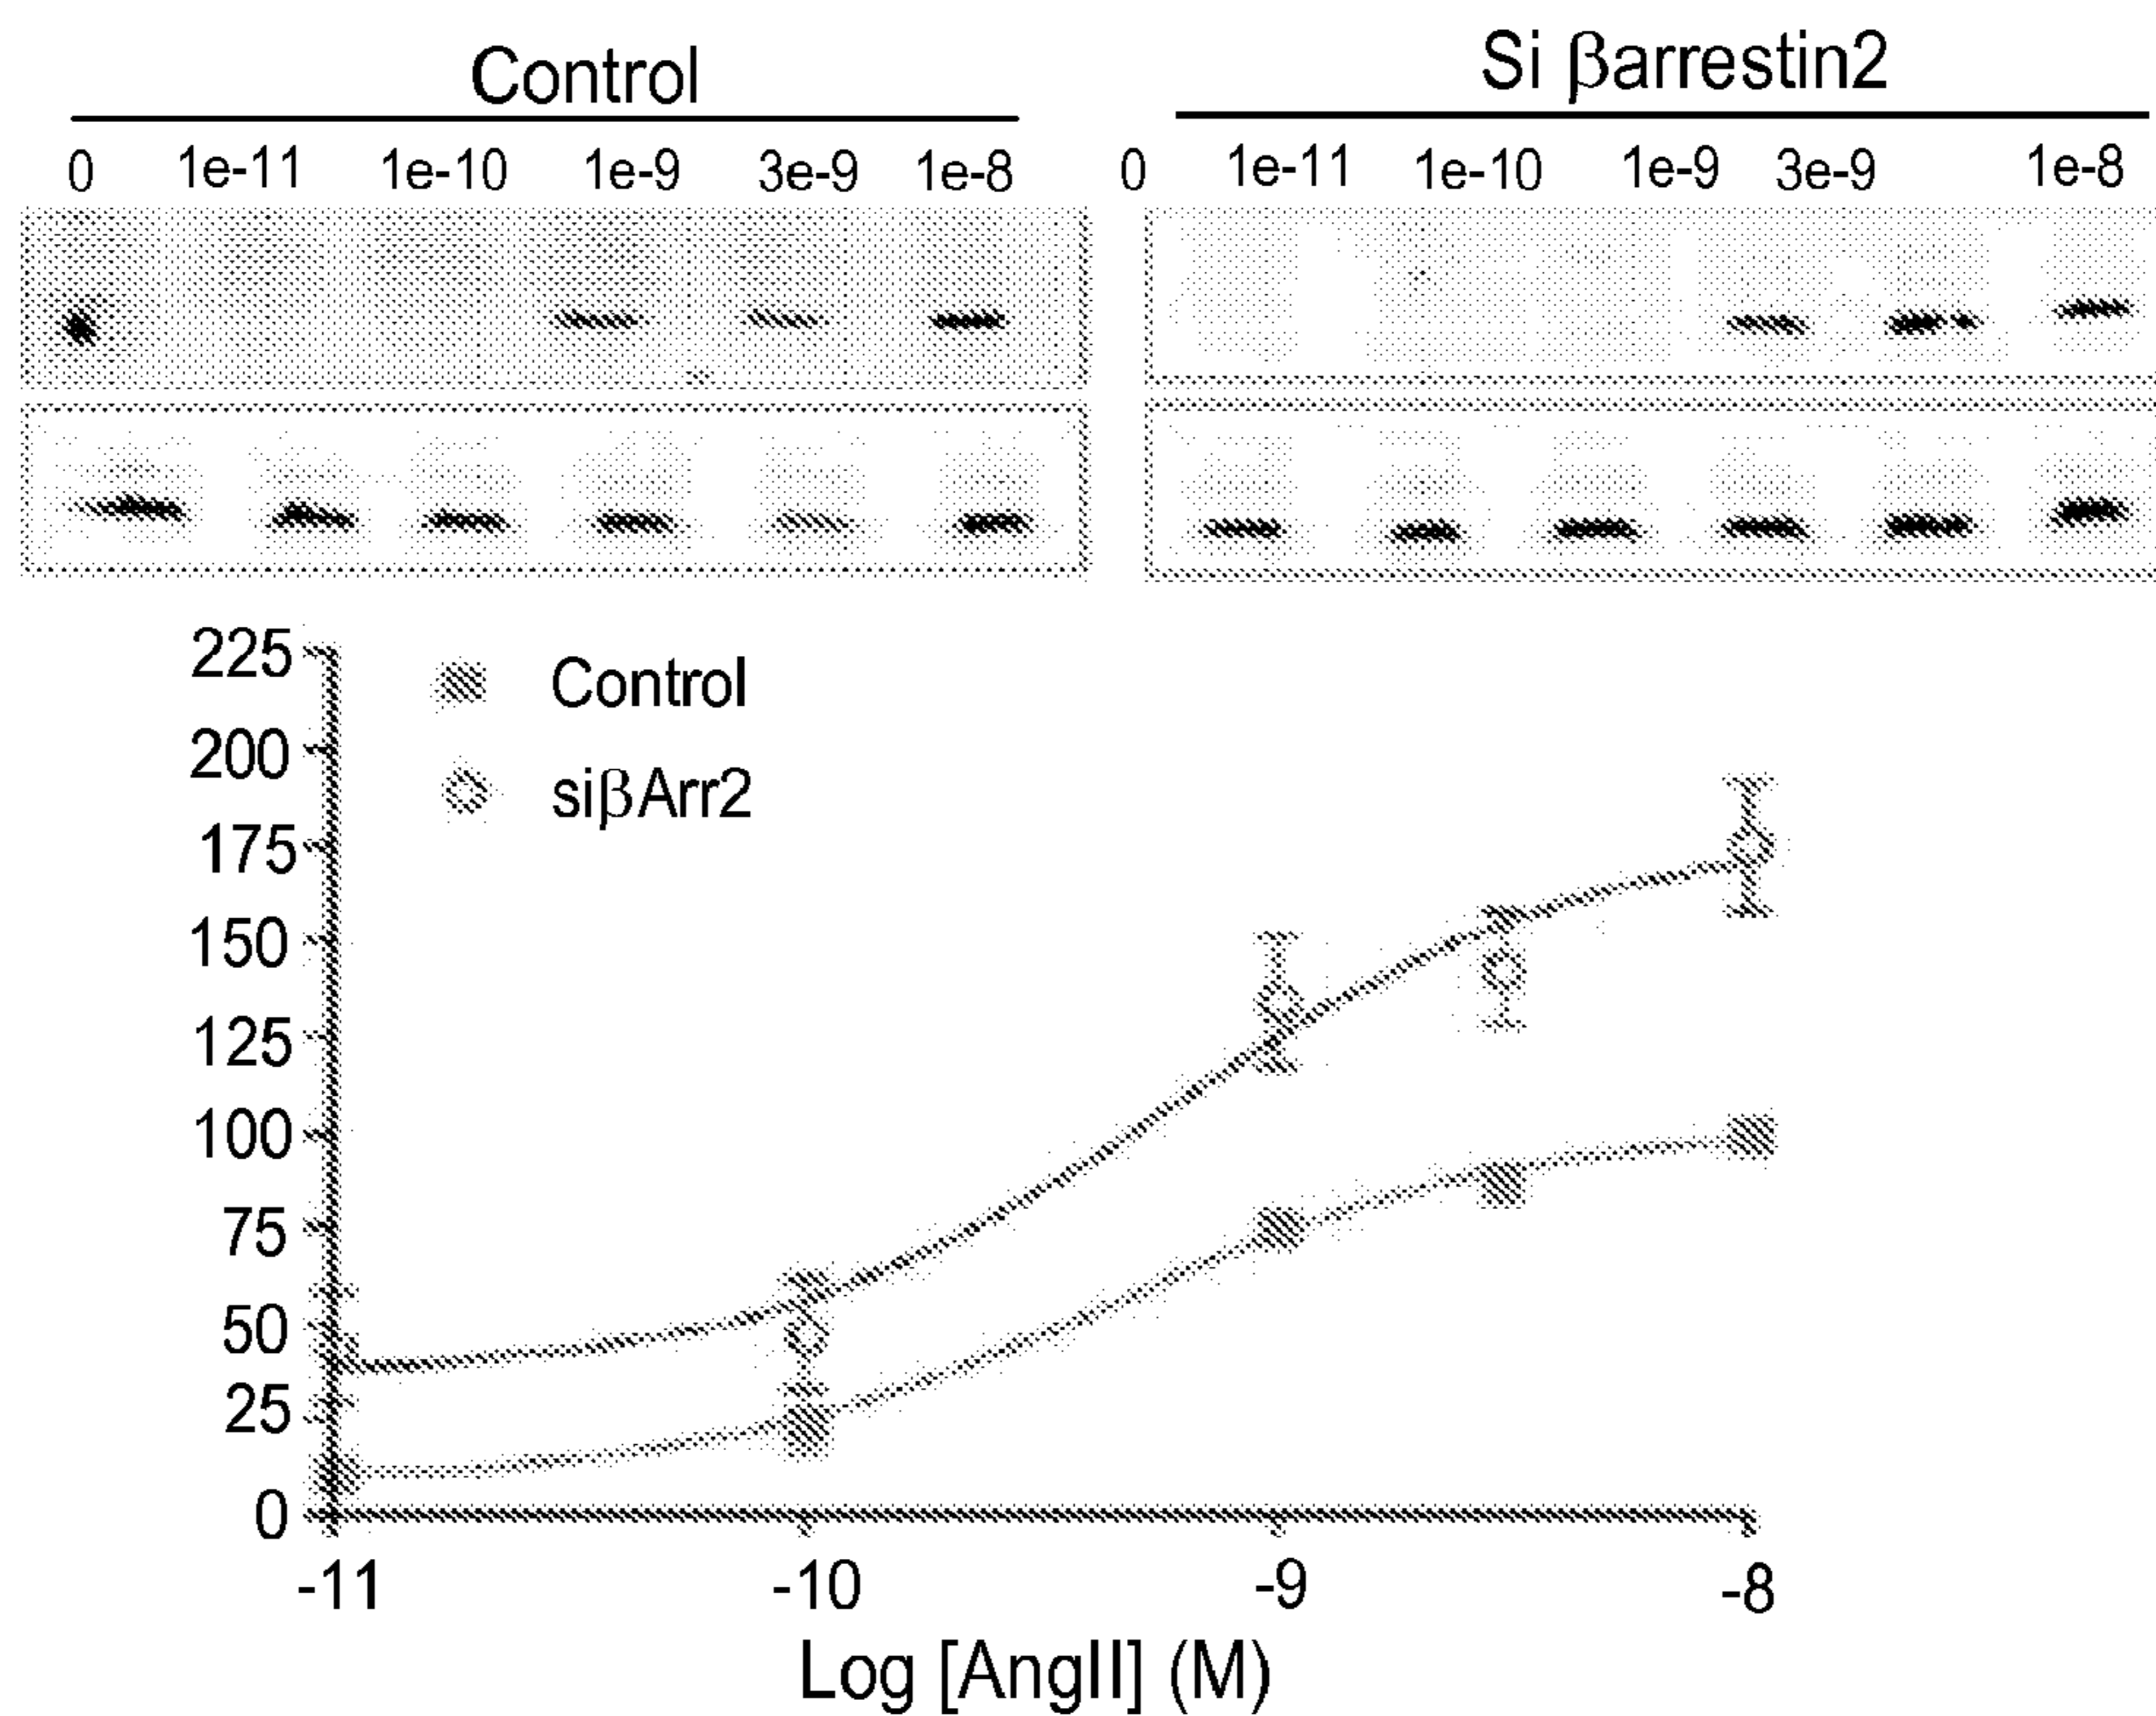 Control
Si βarrestin2
0 1e-11 1e-10 1e-9 3e-9 1e-8
0 1e-11 1e-10 1e-9 3e-9 1e-8
225
Control
200
siβArr2
175
150
125
100
75
50
25
0
-11 -10 -9 -8
Log [AngII] (M)